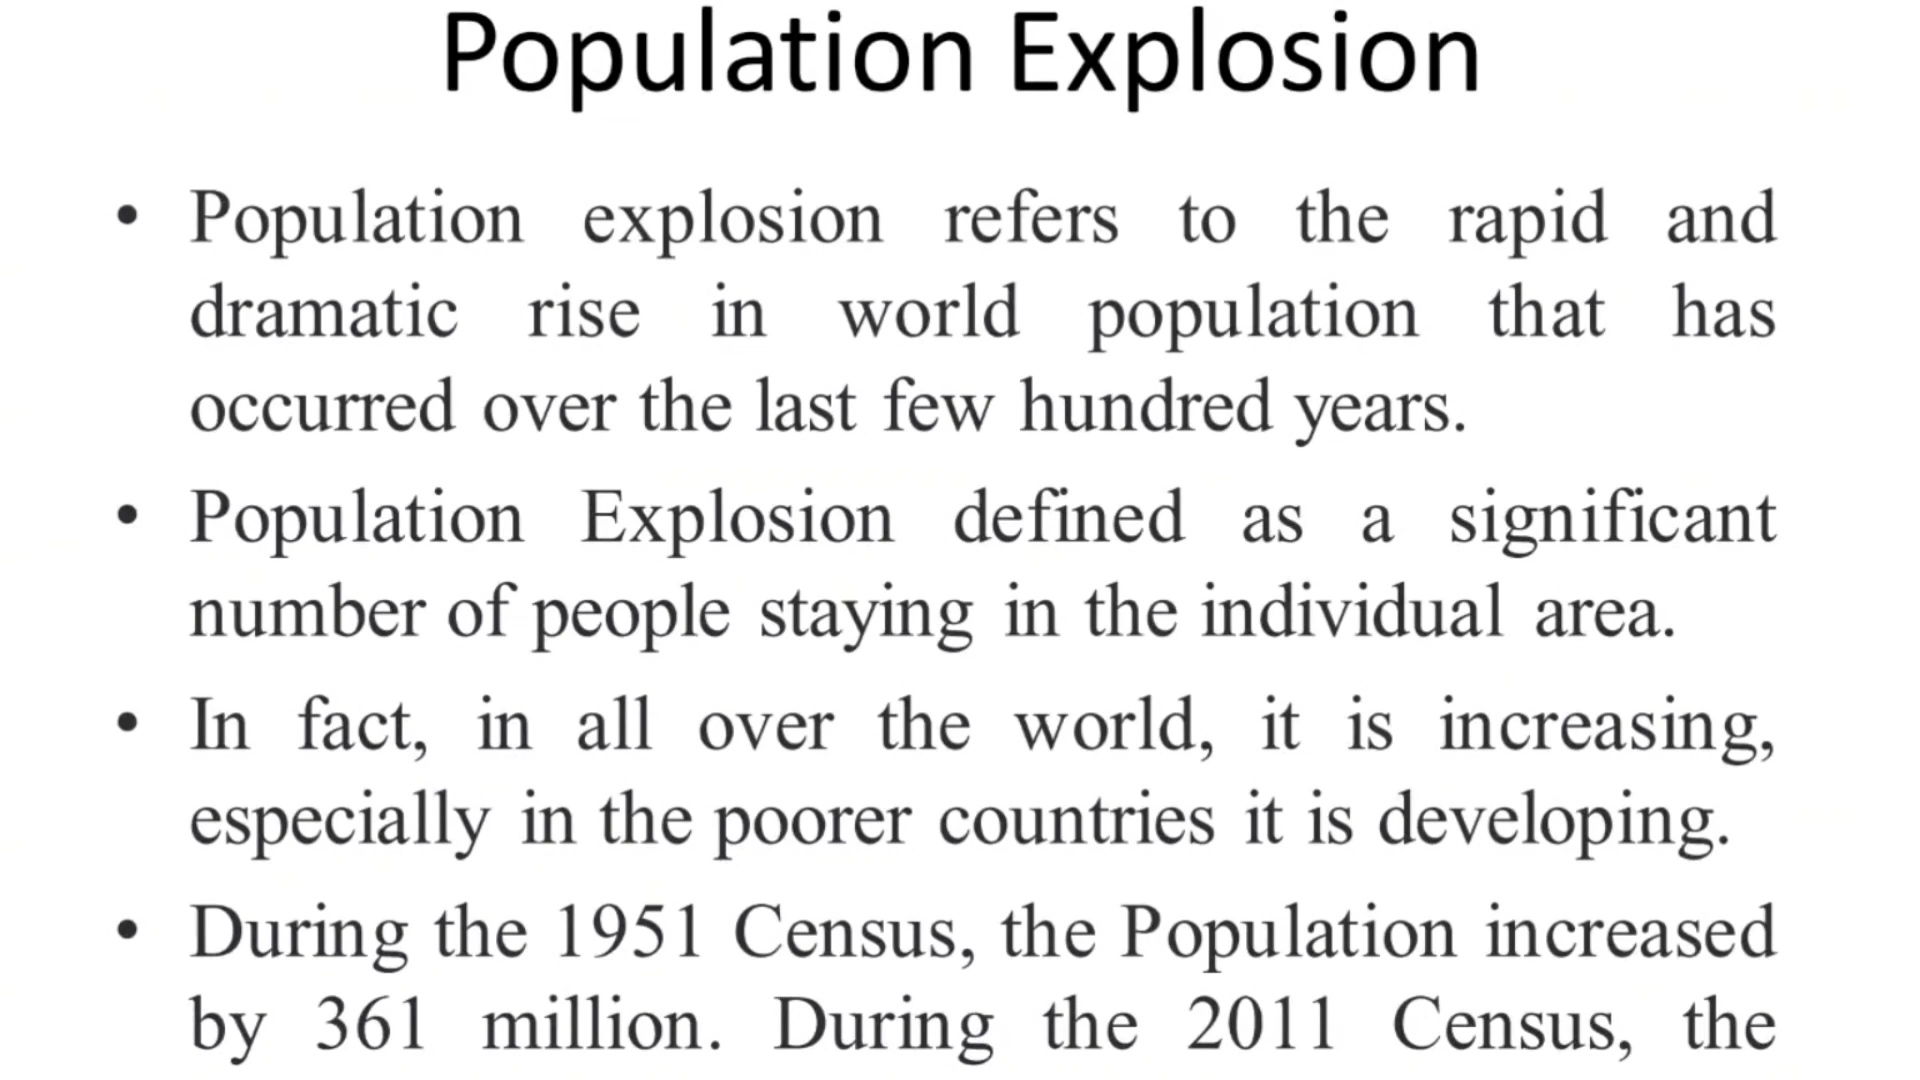 Population Explosion
• Population explosion refers to the rapid and
dramatic rise in world population that has
occurred over the last few hundred years.
• Population Explosion defined as a significant
number of people staying in the individual area.
• In fact, in all over the world, it is increasing,
especially in the poorer countries it is developing.
• During the 1951 Census, the Population increased
by 361 million. During the 2011 Census, the